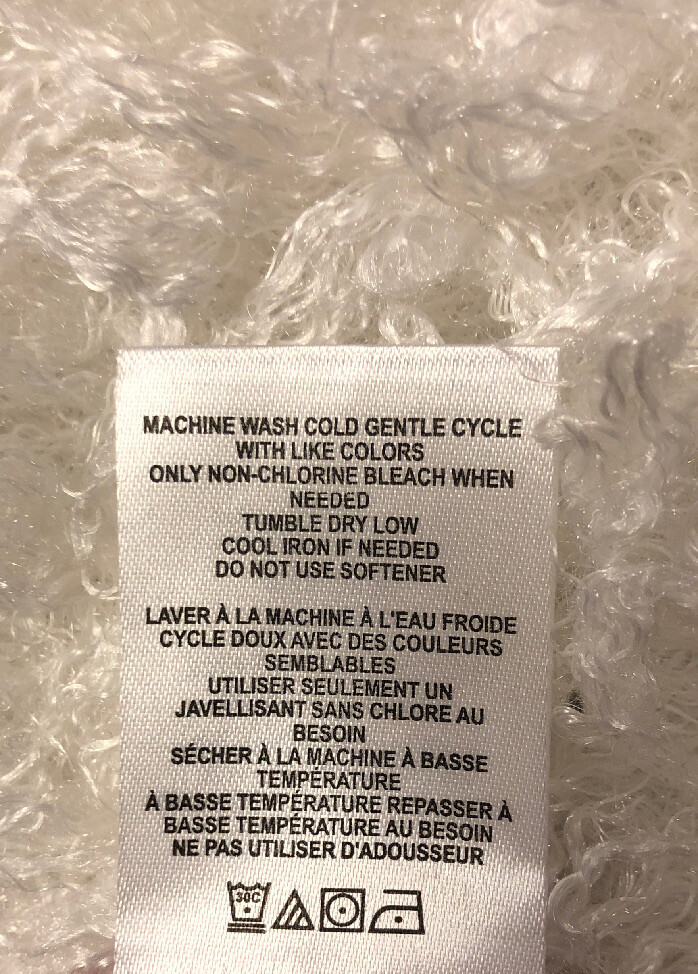 MACHINE WASH COLD GENTLE CYCLE
WITH LIKE COLORS
ONLY NON-CHLORINE BLEACH WHEN
NEEDED
TUMBLE DRY LOW
COOL IRON IF NEEDED
DO NOT USE SOFTENER
LAVER À LA MACHINE À L'EAU FROIDE
CYCLE DOUX AVEC DES COULEURS
SEMBLABLES
UTILISER SEULEMENT UN
JAVELLISANT SANS CHLORE AU
BESOIN
SÉCHER À LA MACHINE À BASSE
TEMPÉRATURE
À BASSE TEMPÉRATURE REPASSER À
BASSE TEMPÉRATURE AU BESOIN
NE PAS UTILISER D'ADOUSSEUR
30C